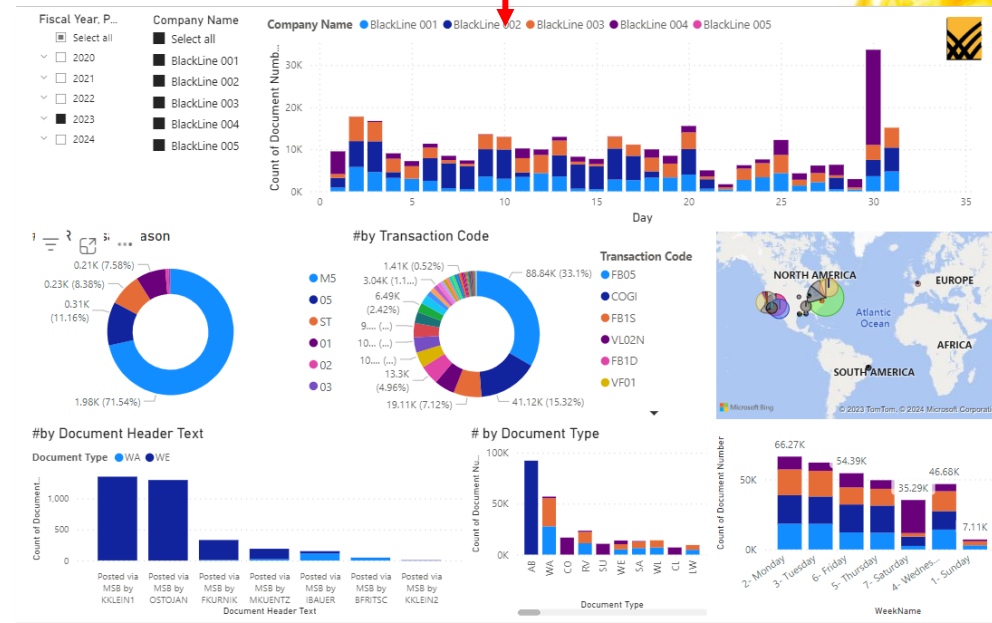 Fiscal Year, P...
Select all
2020
2021
2022
2023
2024
Company Name
Select all
BlackLine 001
BlackLine 002
BlackLine 003
BlackLine 004
BlackLine 005
Company Name BlackLine 001 BlackLine 002 BlackLine 003 BlackLine 004 BlackLine 005
Count of Document Numb...
30K
20K
10K
0K
0 5 10 15 20 25 30 35
Day
0.21K (7.58%)
0.23K (8.38%)
0.31K
(11.16%)
1.98K (71.54%)
M5
05
ST
01
02
03
#by Transaction Code
1.41K (0.52%)
3.04K (1.1...)
6.49K
(2.42%)
9.... (...)
10... (...)
10.... (...)
13.3K
(4.96%)
19.11K (7.12%)
41.12K (15.32%)
88.84K (33.1%)
Transaction Code
FB05
COGI
FB1S
VL02N
FB1D
VF01
NORTH AMERICA
EUROPE
Atlantic
Ocean
AFRICA
SOUTH AMERICA
Microsoft Bing
© 2023 TomTom, © 2024 Microsoft Corporatio
#by Document Header Text
Document Type WA WE
Count of Document...
1,000
500
0
Posted via MSB by KKLEIN1
Posted via MSB by OSTOJAN
Posted via MSB by FKURNIK
Posted via MSB by MKUENTZ
Posted via MSB by IBAUER
Posted via MSB by BFRITSC
Posted via MSB by KKLEIN2
Document Header Text
# by Document Type
Count of Document Nu...
100K
50K
0K
AB WA CO RV SU WE SA WL CL LW
Document Type
Count of Document Number
50K
0K
66.27K
54.39K
35.29K
46.68K
7.11K
2- Monday
3- Tuesday
6- Friday
5- Thursday
7- Saturday
4- Wednes...
1- Sunday
WeekName